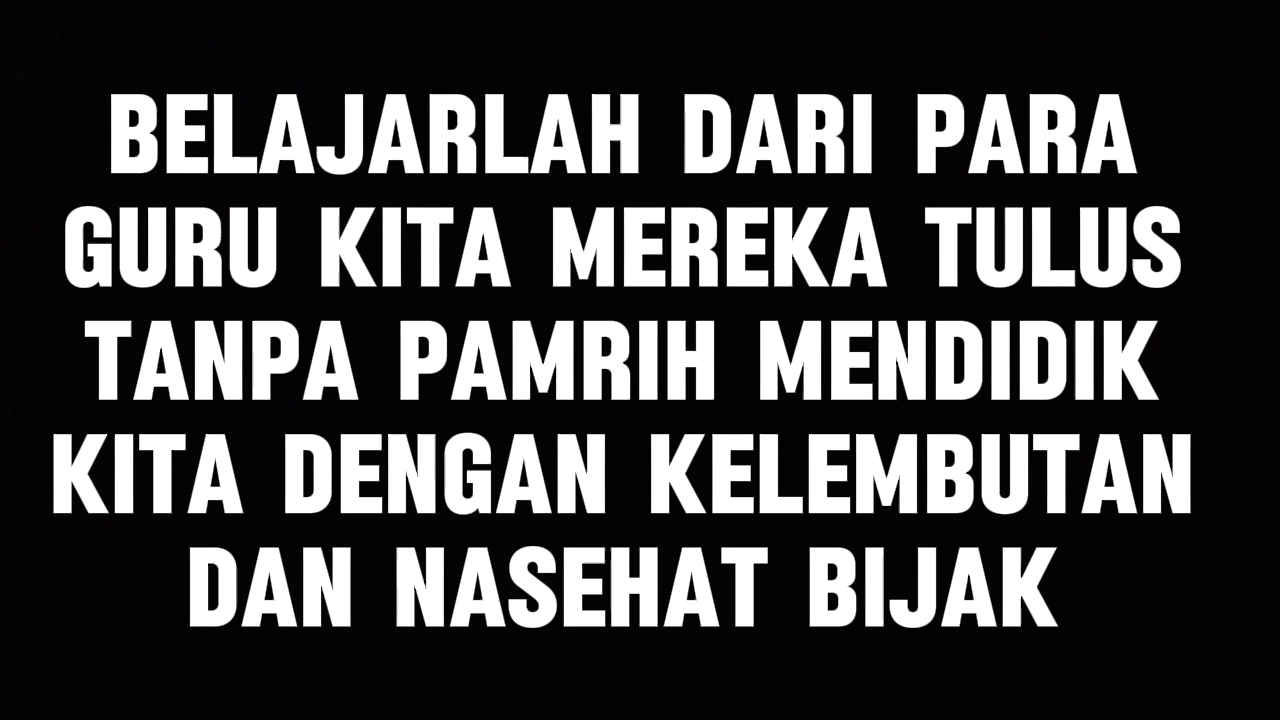 BELAJARLAH DARI PARA
GURU KITA MEREKA TULUS
TANPA PAMRIH MENDIDIK
KITA DENGAN KELEMBUTAN
DAN NASEHAT BIJAK